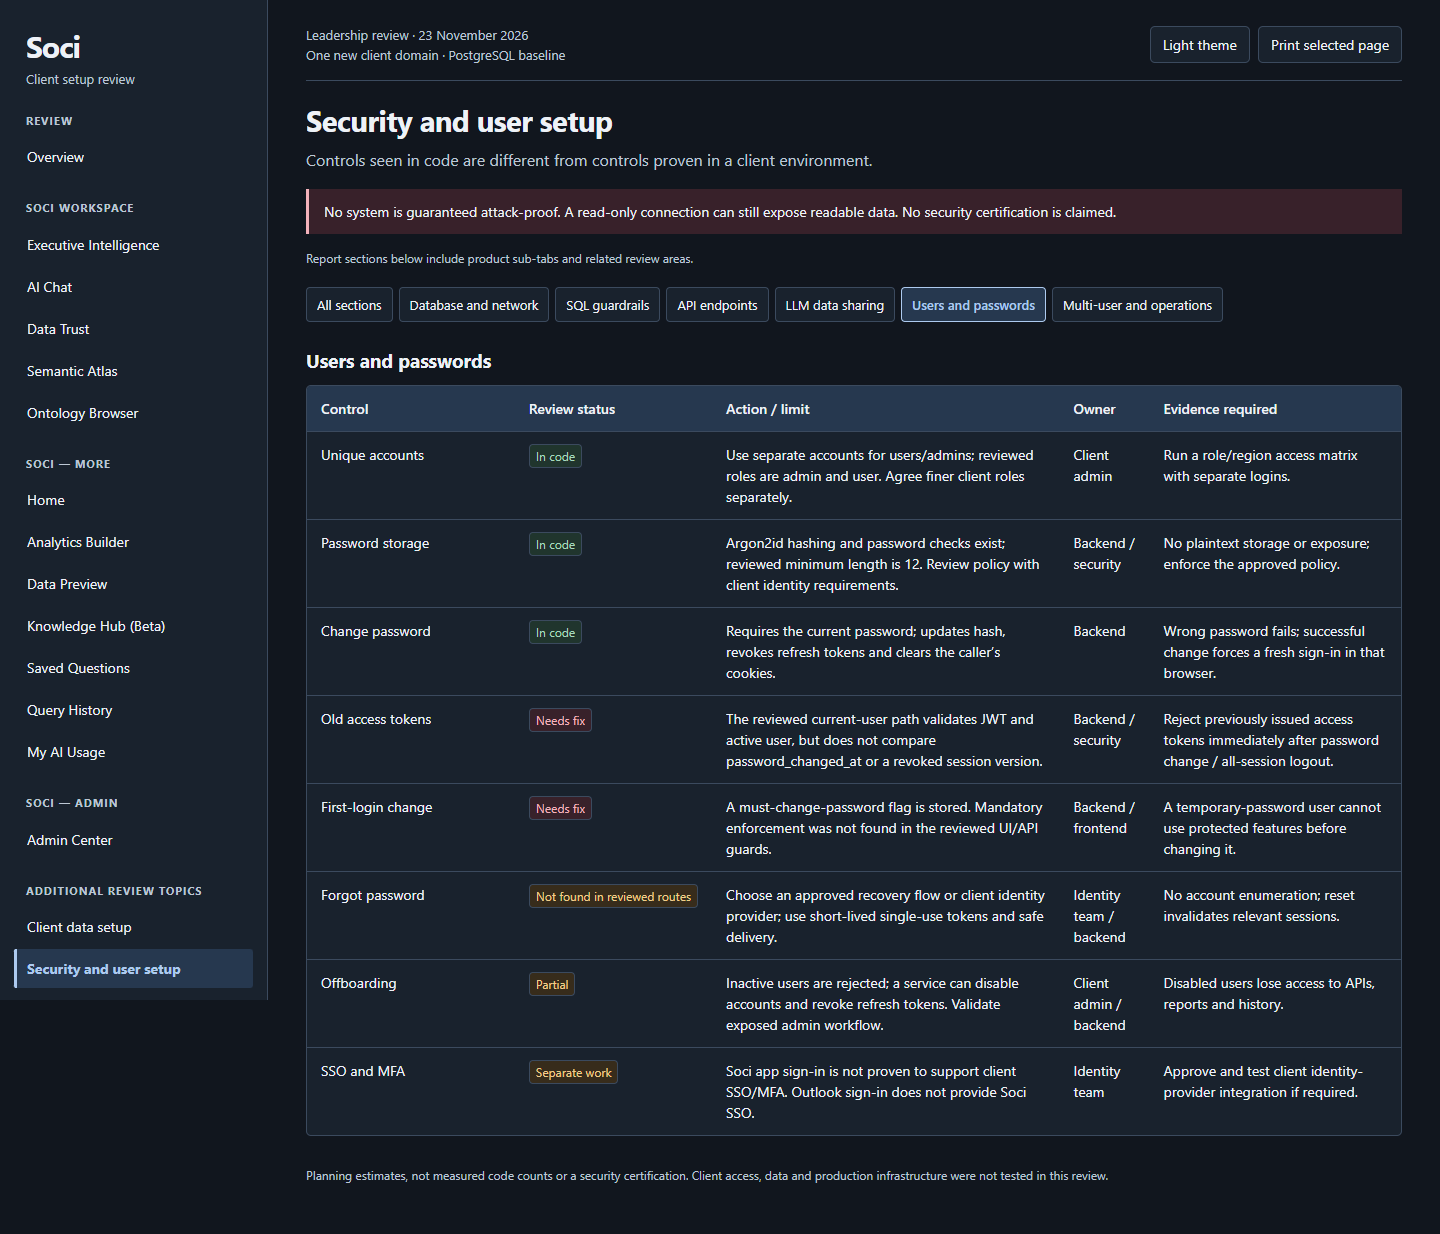 Soci
Client setup review
REVIEW
Overview
SOCI WORKSPACE
Executive Intelligence
AI Chat
Data Trust
Semantic Atlas
Ontology Browser
SOCI — MORE
Home
Analytics Builder
Data Preview
Knowledge Hub (Beta)
Saved Questions
Query History
My AI Usage
SOCI — ADMIN
Admin Center
ADDITIONAL REVIEW TOPICS
Client data setup
Security and user setup
Leadership review · 23 November 2026
One new client domain · PostgreSQL baseline
Light theme
Print selected page
Security and user setup
Controls seen in code are different from controls proven in a client environment.
No system is guaranteed attack-proof. A read-only connection can still expose readable data. No security certification is claimed.
Report sections below include product sub-tabs and related review areas.
All sections
Database and network
SQL guardrails
API endpoints
LLM data sharing
Users and passwords
Multi-user and operations
Users and passwords
Control
Review status
Action / limit
Owner
Evidence required
Unique accounts
In code
Use separate accounts for users/admins; reviewed
roles are admin and user. Agree finer client roles
separately.
Client
admin
Run a role/region access matrix
with separate logins.
Password storage
In code
Argon2id hashing and password checks exist;
reviewed minimum length is 12. Review policy with
client identity requirements.
Backend /
security
No plaintext storage or exposure;
enforce the approved policy.
Change password
In code
Requires the current password; updates hash,
revokes refresh tokens and clears the caller’s
cookies.
Backend
Wrong password fails; successful
change forces a fresh sign-in in that
browser.
Old access tokens
Needs fix
The reviewed current-user path validates JWT and
active user, but does not compare
password_changed_at or a revoked session version.
Backend /
security
Reject previously issued access
tokens immediately after password
change / all-session logout.
First-login change
Needs fix
A must-change-password flag is stored. Mandatory
enforcement was not found in the reviewed UI/API
guards.
Backend /
frontend
A temporary-password user cannot
use protected features before
changing it.
Forgot password
Not found in reviewed routes
Choose an approved recovery flow or client identity
provider; use short-lived single-use tokens and safe
delivery.
Identity
team /
backend
No account enumeration; reset
invalidates relevant sessions.
Offboarding
Partial
Inactive users are rejected; a service can disable
accounts and revoke refresh tokens. Validate
exposed admin workflow.
Client
admin /
backend
Disabled users lose access to APIs,
reports and history.
SSO and MFA
Separate work
Soci app sign-in is not proven to support client
SSO/MFA. Outlook sign-in does not provide Soci
SSO.
Identity
team
Approve and test client identity-
provider integration if required.
Planning estimates, not measured code counts or a security certification. Client access, data and production infrastructure were not tested in this review.